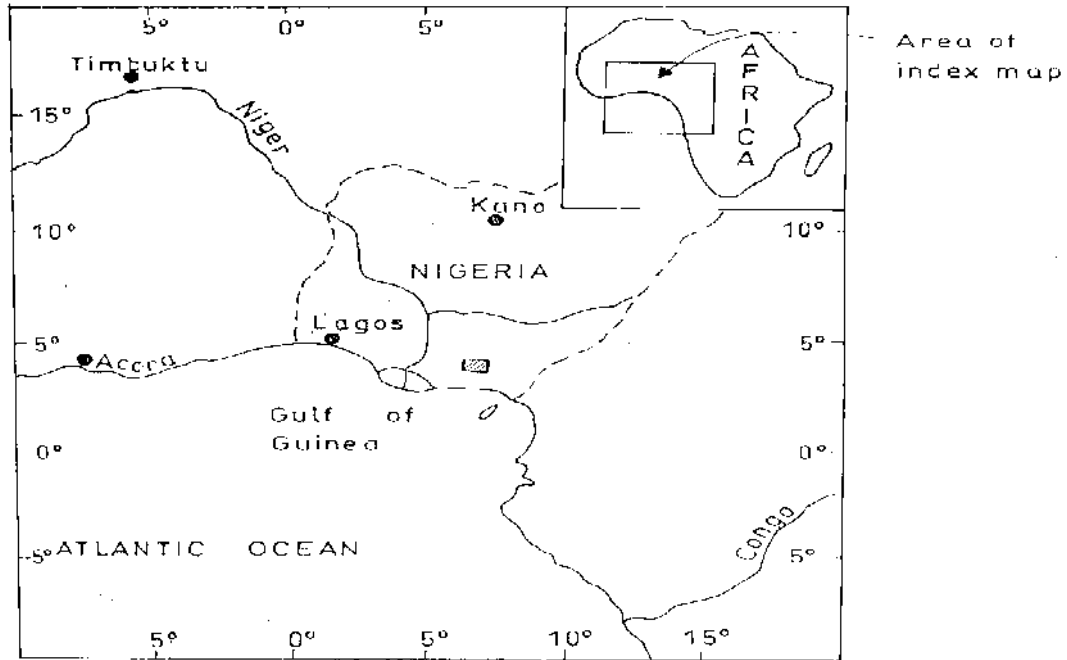 5° 0° 5°
Timbuktu
Area of
index map
AFRICA
15°
Niger
Kano
10° 10°
NIGERIA
Lagos
5° 5°
Accra
Gulf of
Guinea
0° 0°
Congo
5° ATLANTIC OCEAN 5°
5° 0° 5° 10° 15°